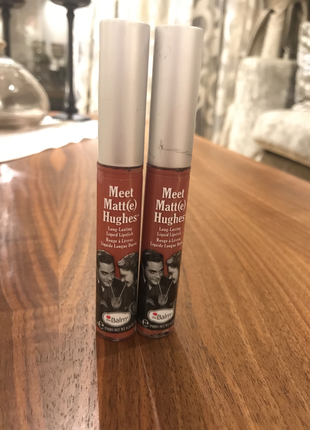 Meet
Matt(e)
Hughes
Long-Lasting
Liquid Lipstick
Rouge à Lèvres
Liquide Longue Durée
theBalm
Meet
Matt(e)
Hughes
Long-Lasting
Liquid Lipstick
Rouge à Lèvres
Liquide Longue Durée
theBalm